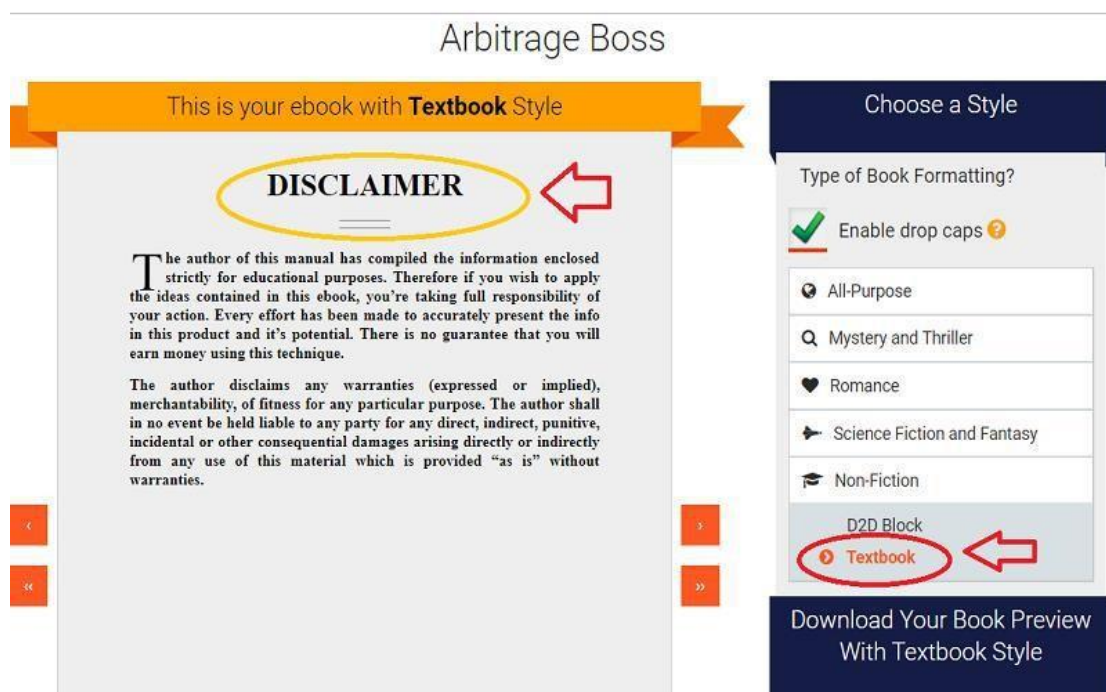 Arbitrage Boss
This is your ebook with Textbook Style
DISCLAIMER
The author of this manual has compiled the information enclosed
strictly for educational purposes. Therefore if you wish to apply
the ideas contained in this ebook, you're taking full responsibility of
your action. Every effort has been made to accurately present the info
in this product and it's potential. There is no guarantee that you will
earn money using this technique.
The author disclaims any warranties (expressed or implied),
merchantability, of fitness for any particular purpose. The author shall
in no event be held liable to any party for any direct, indirect, punitive,
incidental or other consequential damages arising directly or indirectly
from any use of this material which is provided “as is” without
warranties.
Choose a Style
Type of Book Formatting?
Enable drop caps ?
All-Purpose
Mystery and Thriller
Romance
Science Fiction and Fantasy
Non-Fiction
D2D Block
Textbook
Download Your Book Preview
With Textbook Style